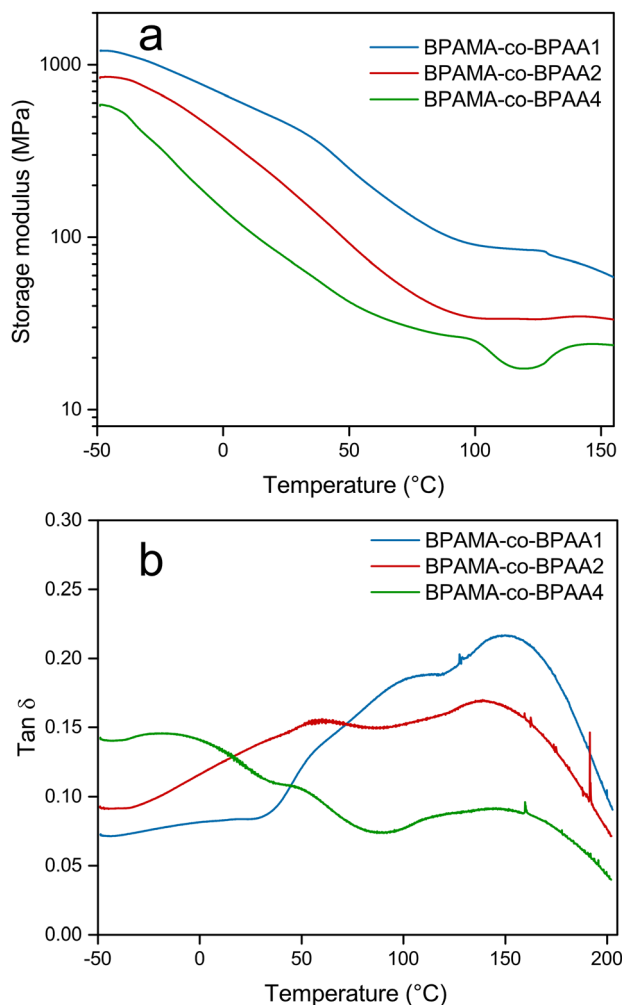 a
BPAMA-co-BPAA1
BPAMA-co-BPAA2
BPAMA-co-BPAA4
Storage modulus (MPa)
1000
100
10
-50 0 50 100 150
Temperature (°C)
b
BPAMA-co-BPAA1
BPAMA-co-BPAA2
BPAMA-co-BPAA4
Tan δ
0.30
0.25
0.20
0.15
0.10
0.05
0.00
-50 0 50 100 150 200
Temperature (°C)